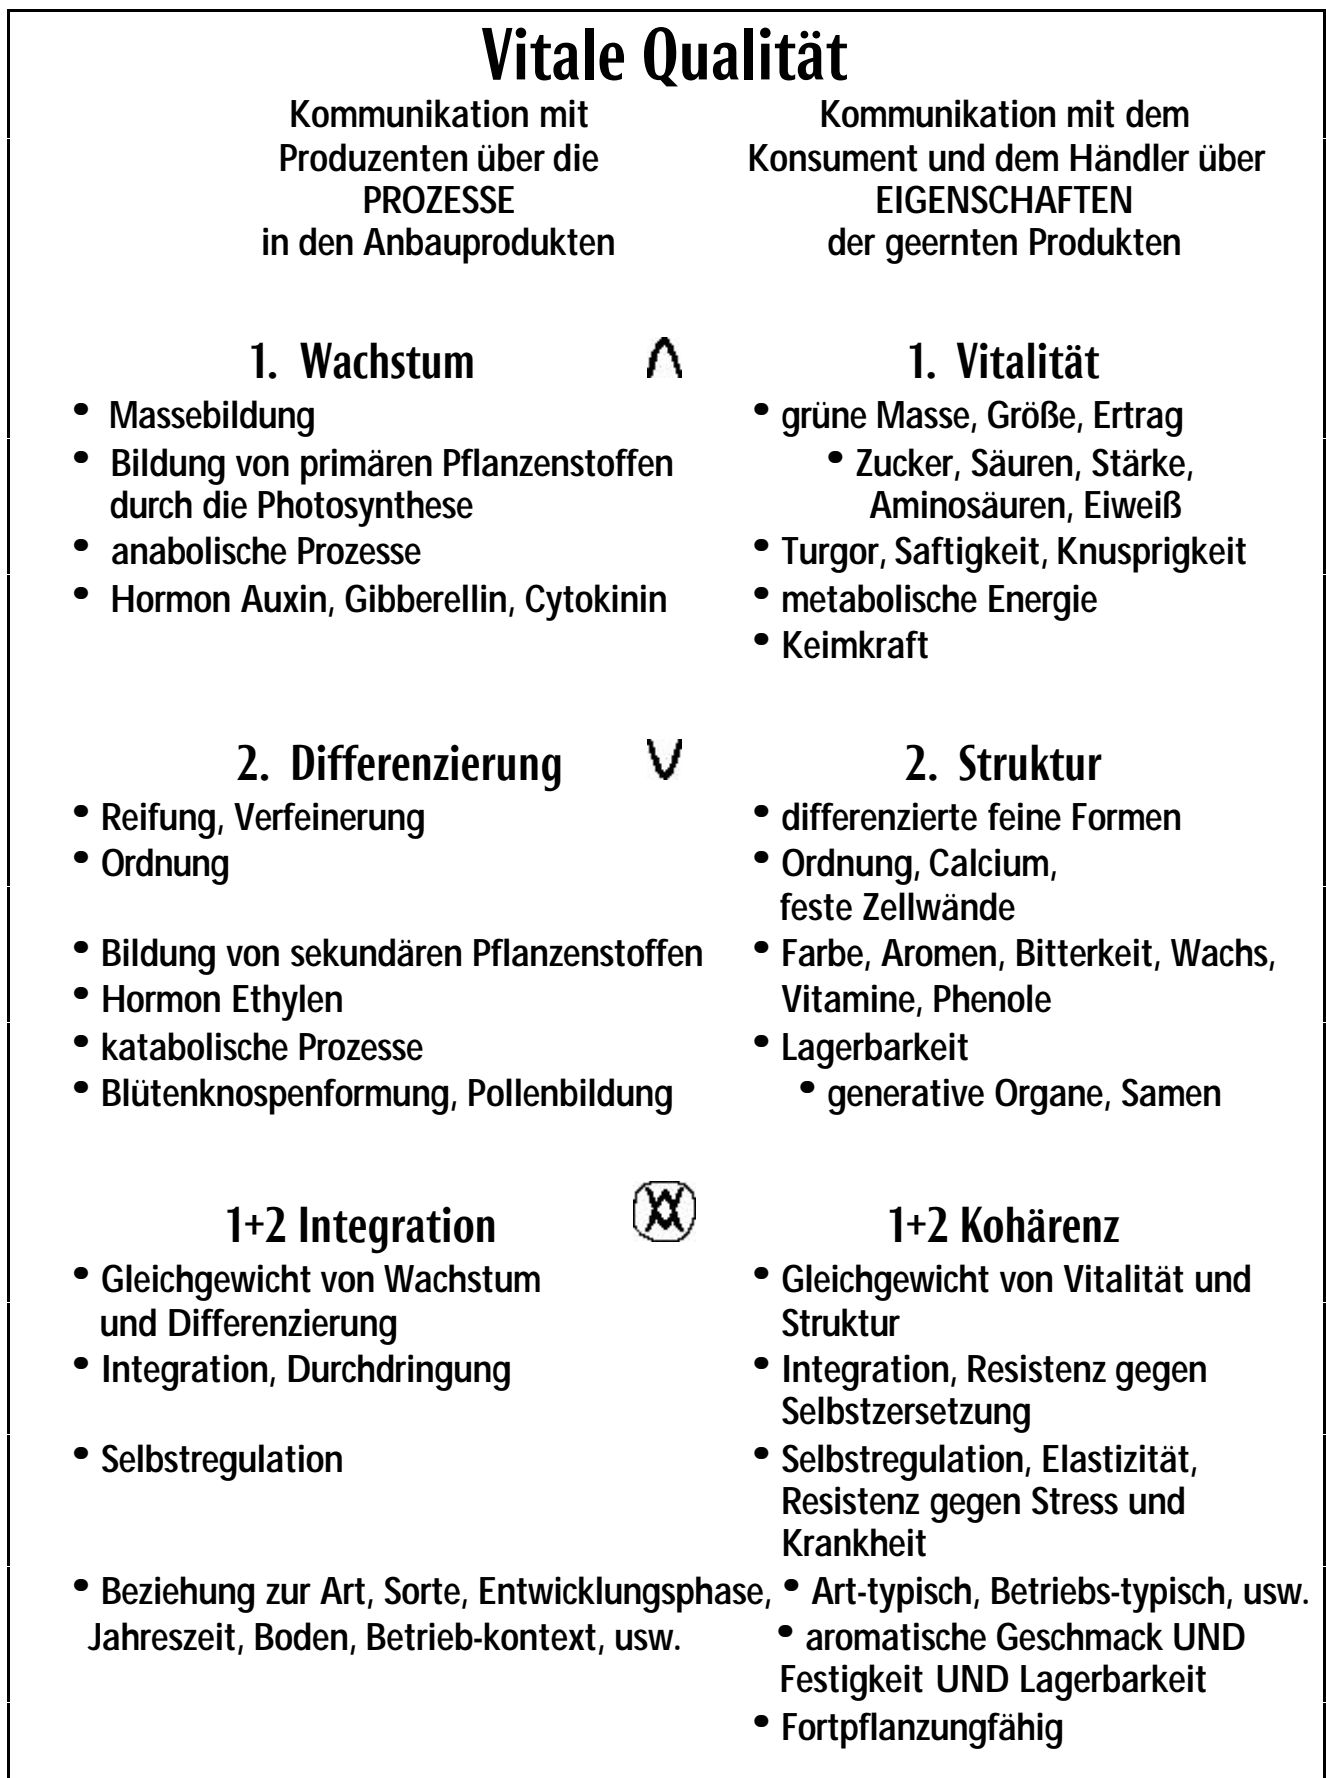 Vitale Qualität
Kommunikation mit
Produzenten über die
PROZESSE
in den Anbauprodukten
Kommunikation mit dem
Konsument und dem Händler über
EIGENSCHAFTEN
der geernten Produkten
1. Wachstum
• Massebildung
• Bildung von primären Pflanzenstoffen
durch die Photosynthese
• anabolische Prozesse
• Hormon Auxin, Gibberellin, Cytokinin
1. Vitalität
• grüne Masse, Größe, Ertrag
• Zucker, Säuren, Stärke,
Aminosäuren, Eiweiß
• Turgor, Saftigkeit, Knusprigkeit
• metabolische Energie
• Keimkraft
2. Differenzierung
• Reifung, Verfeinerung
• Ordnung
• Bildung von sekundären Pflanzenstoffen
• Hormon Ethylen
• katabolische Prozesse
• Blütenknospenformung, Pollenbildung
2. Struktur
• differenzierte feine Formen
• Ordnung, Calcium,
feste Zellwände
• Farbe, Aromen, Bitterkeit, Wachs,
Vitamine, Phenole
• Lagerbarkeit
• generative Organe, Samen
1+2 Integration
• Gleichgewicht von Wachstum
und Differenzierung
• Integration, Durchdringung
• Selbstregulation
• Beziehung zur Art, Sorte, Entwicklungsphase,
Jahreszeit, Boden, Betrieb-kontext, usw.
1+2 Kohärenz
• Gleichgewicht von Vitalität und
Struktur
• Integration, Resistenz gegen
Selbstzersetzung
• Selbstregulation, Elastizität,
Resistenz gegen Stress und
Krankheit
• Art-typisch, Betriebs-typisch, usw.
• aromatische Geschmack UND
Festigkeit UND Lagerbarkeit
• Fortpflanzungfähig